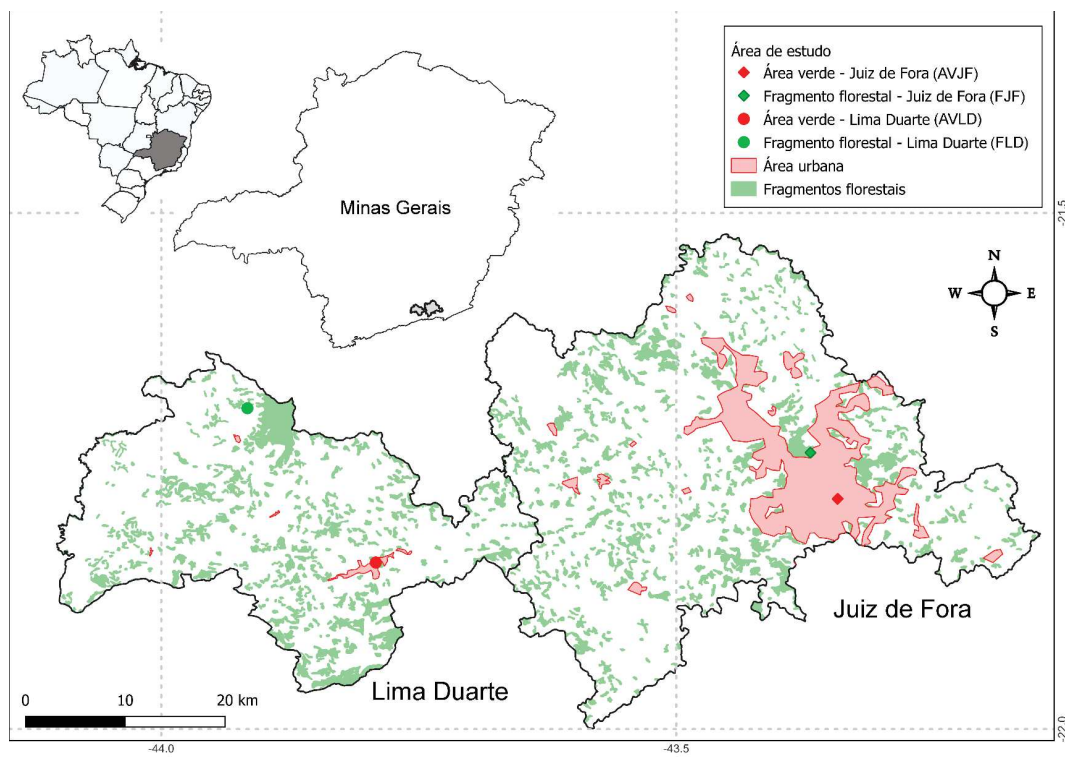 Área de estudo
Área verde - Juiz de Fora (AVJF)
Fragmento florestal - Juiz de Fora (FJF)
Área verde - Lima Duarte (AVLD)
Fragmento florestal - Lima Duarte (FLD)
Área urbana
Fragmentos florestais
Minas Gerais
-21.5
N
W E
S
Juiz de Fora
Lima Duarte
0 10 20 km
-22.0
-44.0 -43.5